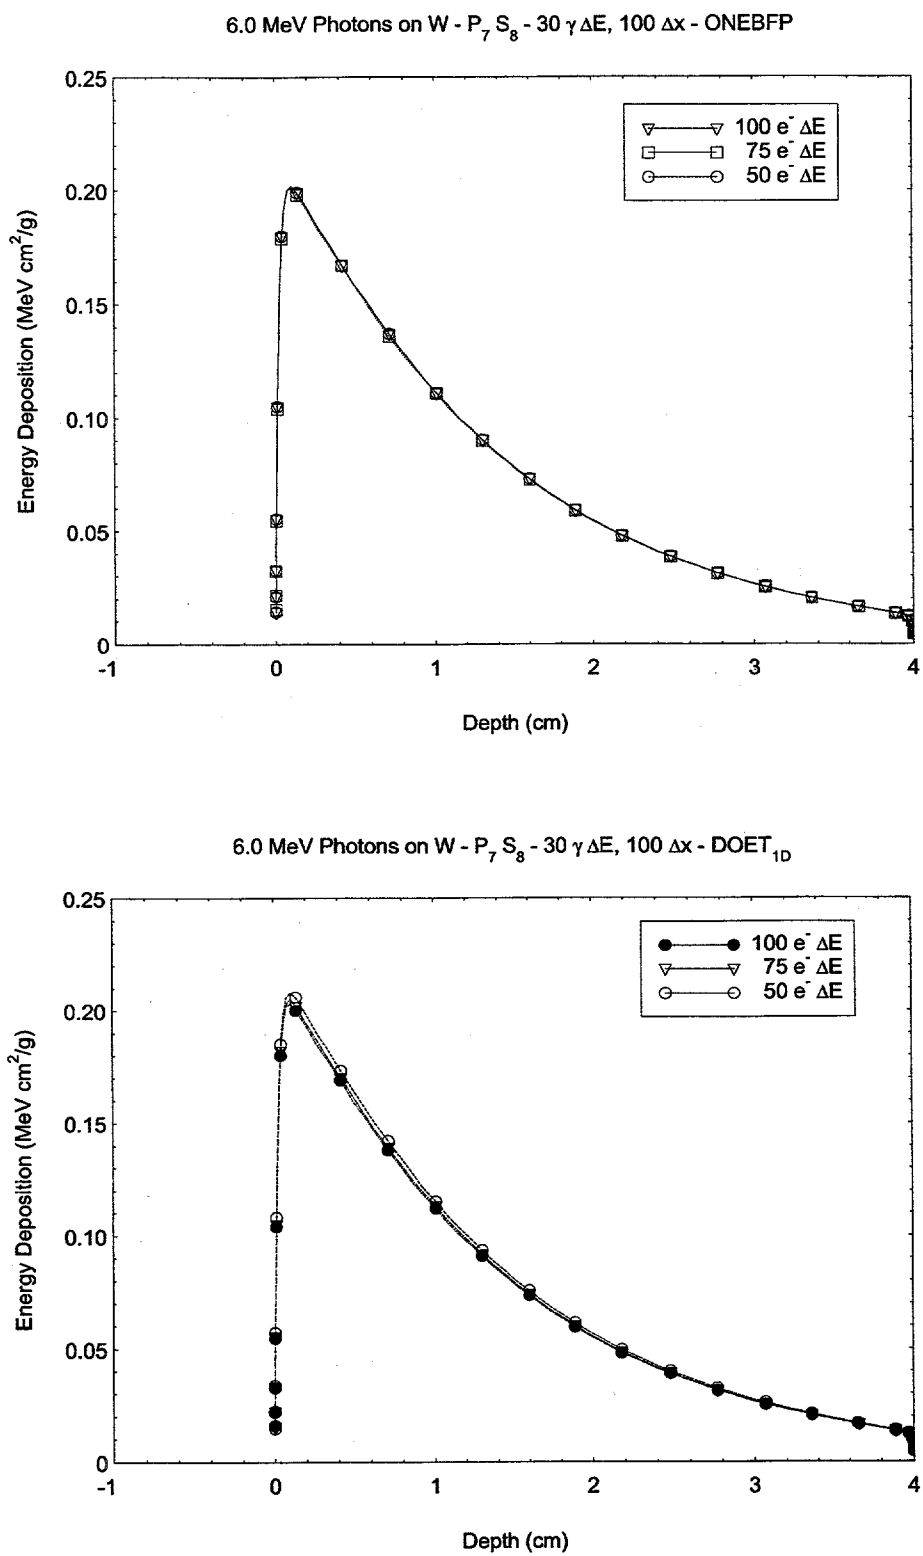 6.0 MeV Photons on W - P₇ S₈ - 30 γ ΔE, 100 Δx - ONEBFP
0.25
0.20
0.15
0.10
0.05
0
Energy Deposition (MeV cm²/g)
100 e⁻ ΔE
75 e⁻ ΔE
50 e⁻ ΔE
-1 0 1 2 3 4
Depth (cm)
6.0 MeV Photons on W - P₇ S₈ - 30 γ ΔE, 100 Δx - DOET₁D
0.25
0.20
0.15
0.10
0.05
0
Energy Deposition (MeV cm²/g)
100 e⁻ ΔE
75 e⁻ ΔE
50 e⁻ ΔE
-1 0 1 2 3 4
Depth (cm)